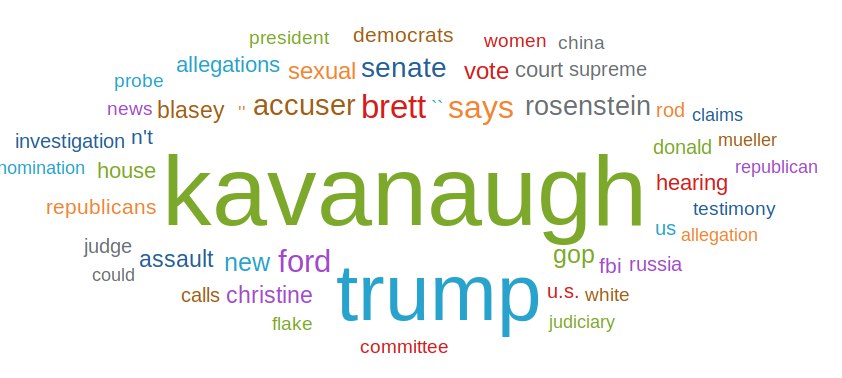 president democrats women china
allegations sexual senate vote court supreme
probe
news blasey '' accuser brett `` says rosenstein rod claims
investigation n't donald mueller
nomination house kavanaugh hearing republican
republicans us testimony
allegation
judge assault new ford gop fbi russia
could
calls christine trump u.s. white
flake judiciary
committee